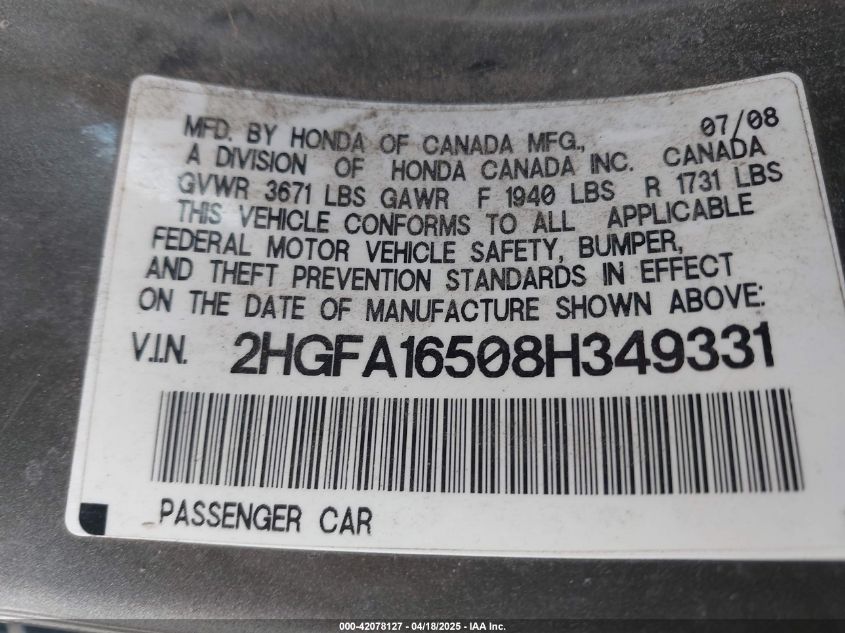 MFD. BY HONDA OF CANADA MFG., 07/08
A DIVISION OF HONDA CANADA INC. CANADA
GVWR 3671 LBS GAWR F 1940 LBS R 1731 LBS
THIS VEHICLE CONFORMS TO ALL APPLICABLE
FEDERAL MOTOR VEHICLE SAFETY, BUMPER,
AND THEFT PREVENTION STANDARDS IN EFFECT
ON THE DATE OF MANUFACTURE SHOWN ABOVE:
V.I.N. 2HGFA16508H349331
PASSENGER CAR
000-42078127 - 04/18/2025 - IAA Inc.